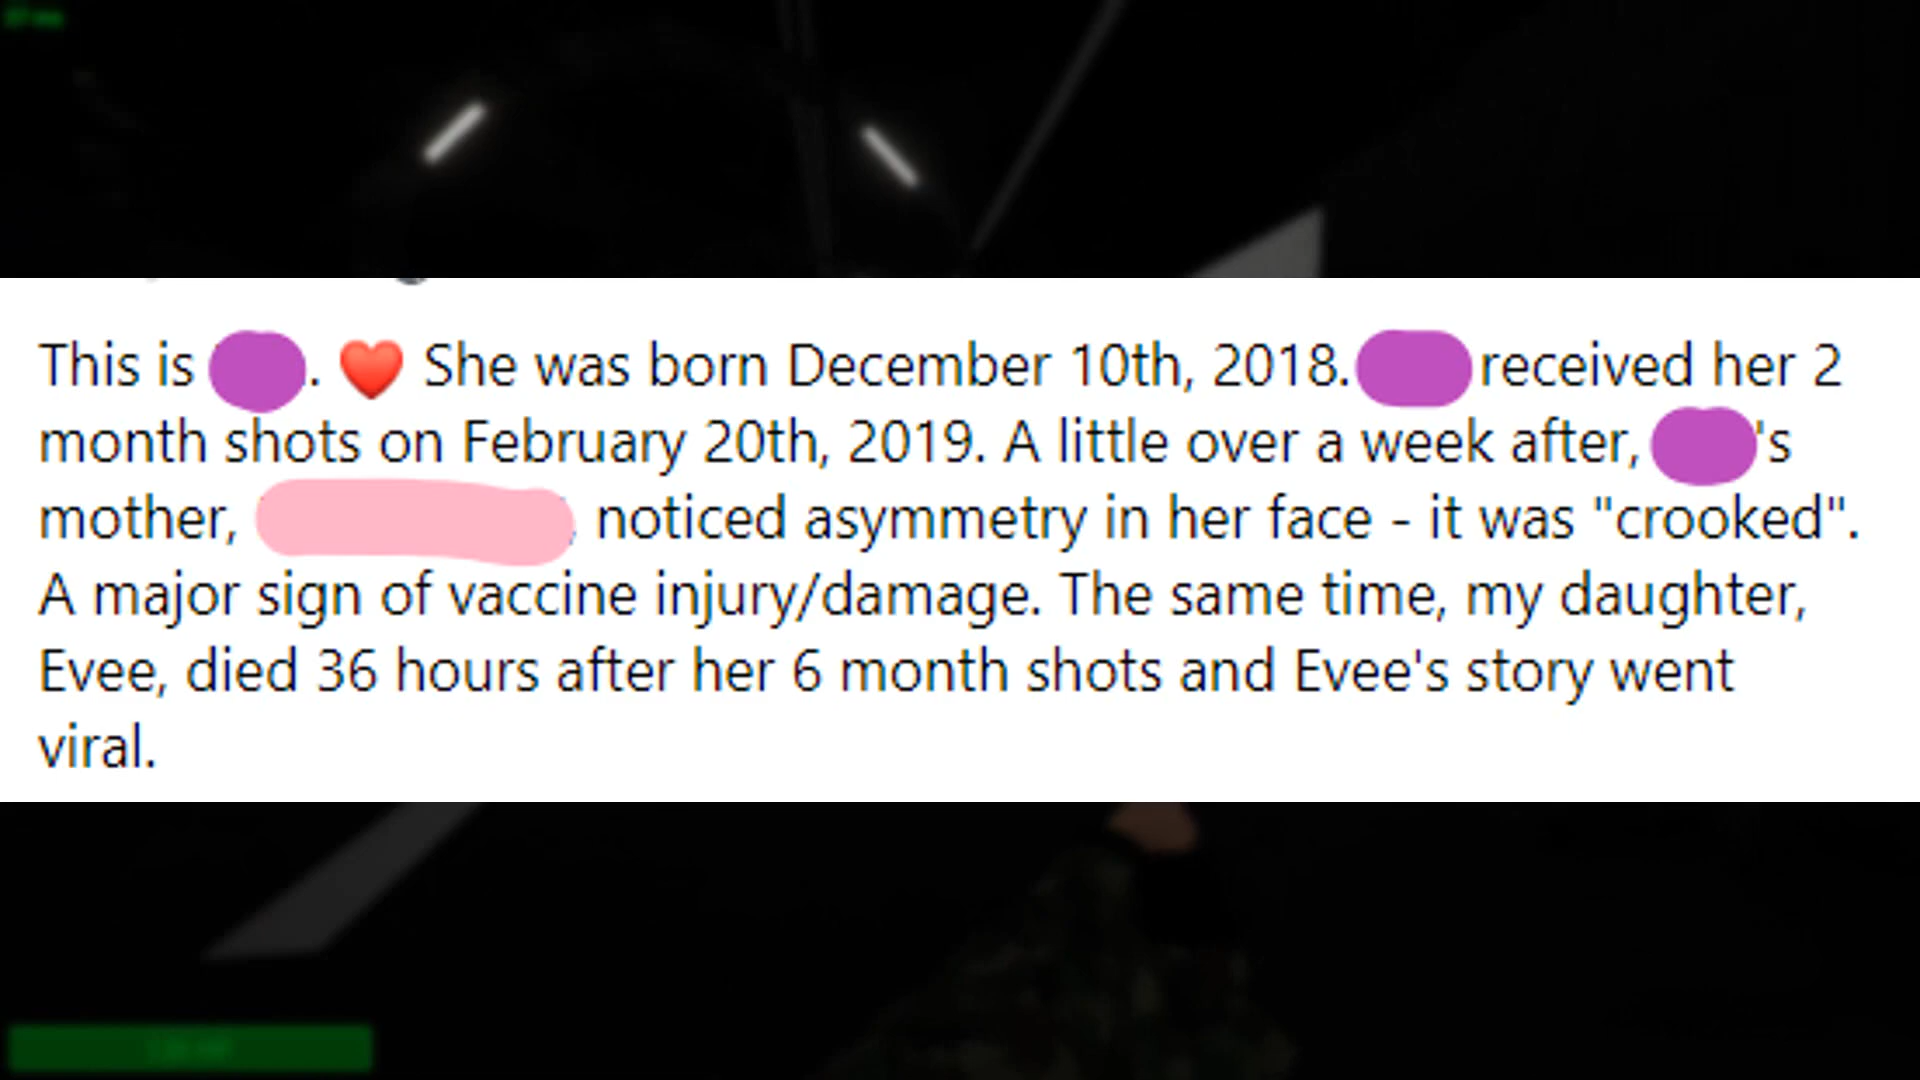 This is . ❤️ She was born December 10th, 2018. received her 2
month shots on February 20th, 2019. A little over a week after, 's
mother, noticed asymmetry in her face - it was "crooked".
A major sign of vaccine injury/damage. The same time, my daughter,
Evee, died 36 hours after her 6 month shots and Evee's story went
viral.